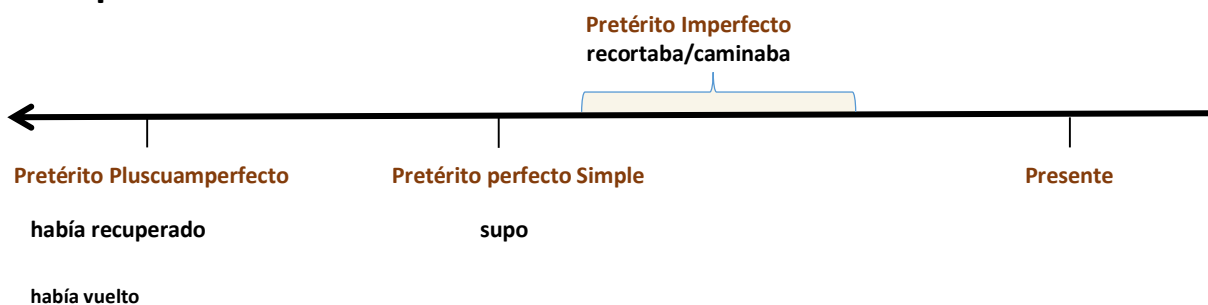 Pretérito Imperfecto
recortaba/caminaba
Pretérito Pluscuamperfecto
Pretérito perfecto Simple
Presente
había recuperado
supo
había vuelto